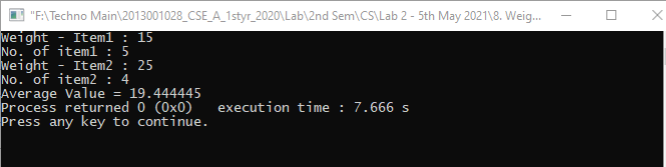 "F:\Techno Main\2013001028_CSE_A_1styr_2020\Lab\2nd Sem\CS\Lab 2 - 5th May 2021\8. Weig...
Weight - Item1 : 15
No. of item1 : 5
Weight - Item2 : 25
No. of item2 : 4
Average Value = 19.444445
Process returned 0 (0x0)   execution time : 7.666 s
Press any key to continue.